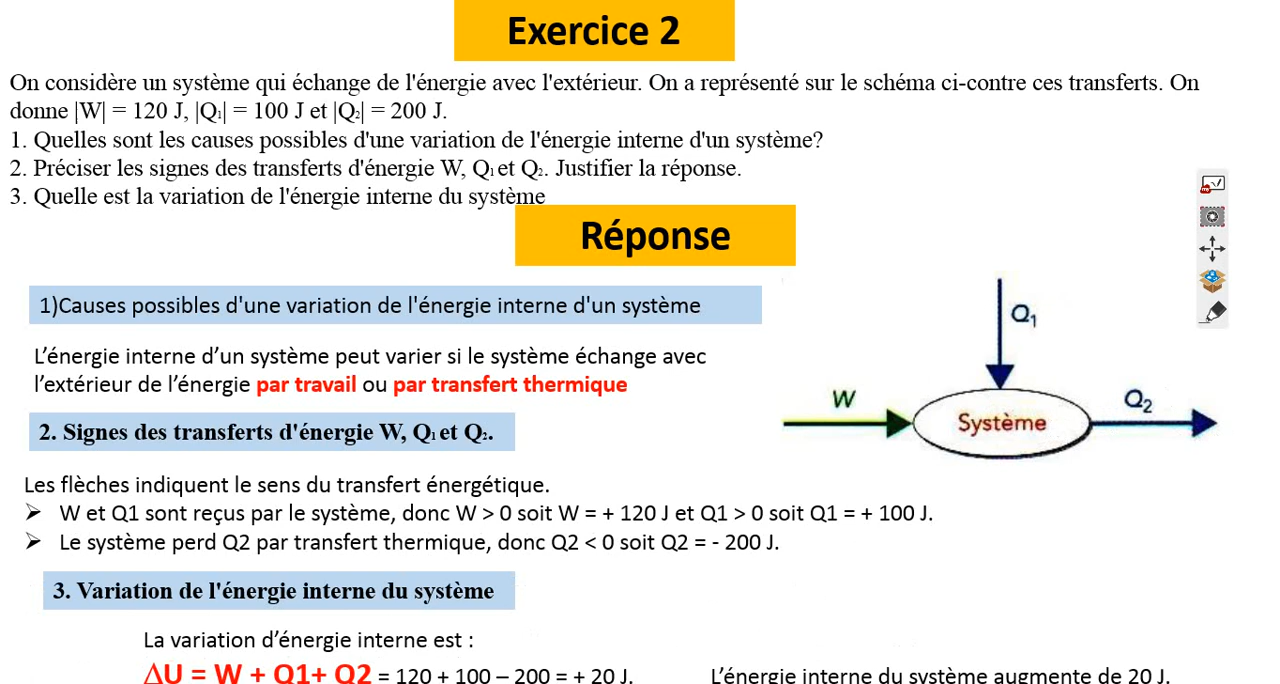 Exercice 2
On considère un système qui échange de l'énergie avec l'extérieur. On a représenté sur le schéma ci-contre ces transferts. On
donne |W| = 120 J, |Q₁| = 100 J et |Q₂| = 200 J.
1. Quelles sont les causes possibles d'une variation de l'énergie interne d'un système?
2. Préciser les signes des transferts d'énergie W, Q₁ et Q₂. Justifier la réponse.
3. Quelle est la variation de l'énergie interne du système
Réponse
1)Causes possibles d'une variation de l'énergie interne d'un système
L’énergie interne d’un système peut varier si le système échange avec
l’extérieur de l’énergie par travail ou par transfert thermique
Q₁
W
Système
Q₂
2. Signes des transferts d'énergie W, Q₁ et Q₂.
Les flèches indiquent le sens du transfert énergétique.
➢ W et Q1 sont reçus par le système, donc W > 0 soit W = + 120 J et Q1 > 0 soit Q1 = + 100 J.
➢ Le système perd Q2 par transfert thermique, donc Q2 < 0 soit Q2 = - 200 J.
3. Variation de l'énergie interne du système
La variation d’énergie interne est :
ΔU = W + Q1+ Q2 = 120 + 100 – 200 = + 20 J.
L’énergie interne du système augmente de 20 J.